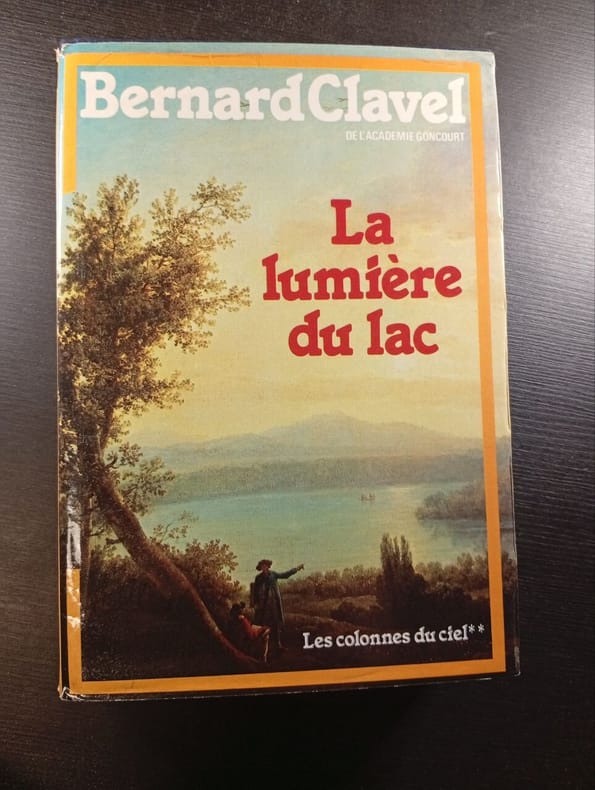 Bernard Clavel
DE L'ACADEMIE GONCOURT
La
lumière
du lac
Les colonnes du ciel**